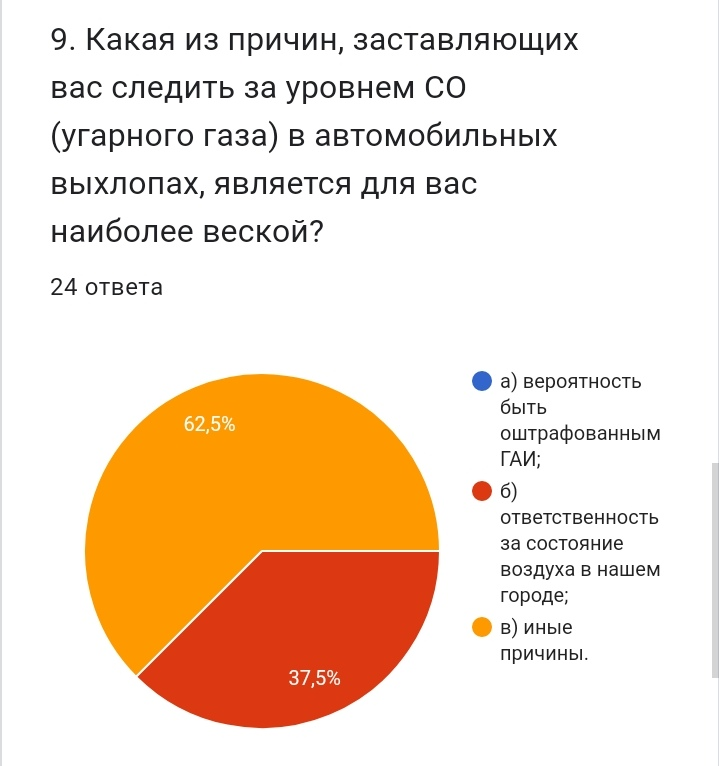 9. Какая из причин, заставляющих
вас следить за уровнем СО
(угарного газа) в автомобильных
выхлопах, является для вас
наиболее веской?
24 ответа
62,5%
37,5%
а) вероятность
быть
оштрафованным
ГАИ;
б)
ответственность
за состояние
воздуха в нашем
городе;
в) иные
причины.